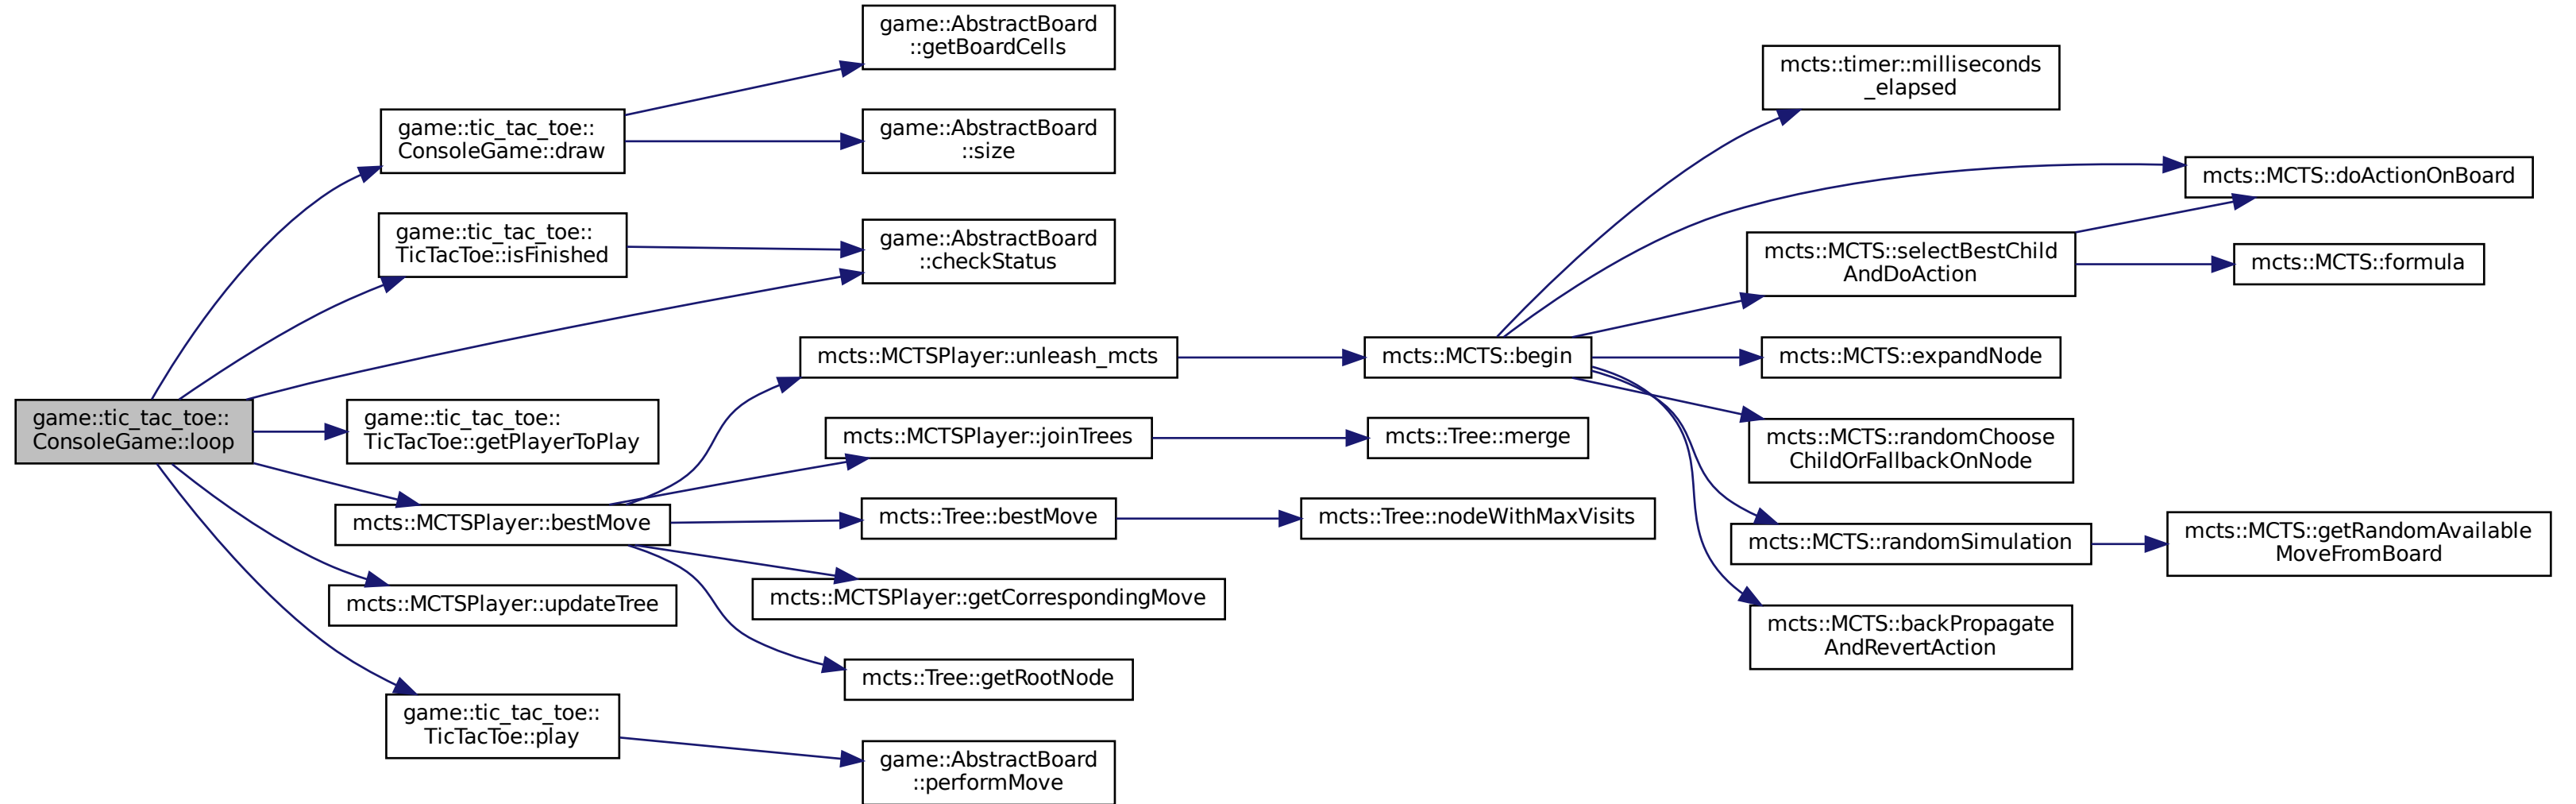 game::tic_tac_toe::
ConsoleGame::loop
game::tic_tac_toe::
ConsoleGame::draw
game::tic_tac_toe::
TicTacToe::isFinished
game::tic_tac_toe::
TicTacToe::getPlayerToPlay
mcts::MCTSPlayer::bestMove
mcts::MCTSPlayer::updateTree
game::tic_tac_toe::
TicTacToe::play
game::AbstractBoard
::getBoardCells
game::AbstractBoard
::size
game::AbstractBoard
::checkStatus
mcts::MCTSPlayer::unleash_mcts
mcts::MCTSPlayer::joinTrees
mcts::Tree::bestMove
mcts::MCTSPlayer::getCorrespondingMove
mcts::Tree::getRootNode
game::AbstractBoard
::performMove
mcts::MCTS::begin
mcts::Tree::merge
mcts::Tree::nodeWithMaxVisits
mcts::timer::milliseconds
_elapsed
mcts::MCTS::selectBestChild
AndDoAction
mcts::MCTS::expandNode
mcts::MCTS::randomChoose
ChildOrFallbackOnNode
mcts::MCTS::randomSimulation
mcts::MCTS::backPropagate
AndRevertAction
mcts::MCTS::doActionOnBoard
mcts::MCTS::formula
mcts::MCTS::getRandomAvailable
MoveFromBoard